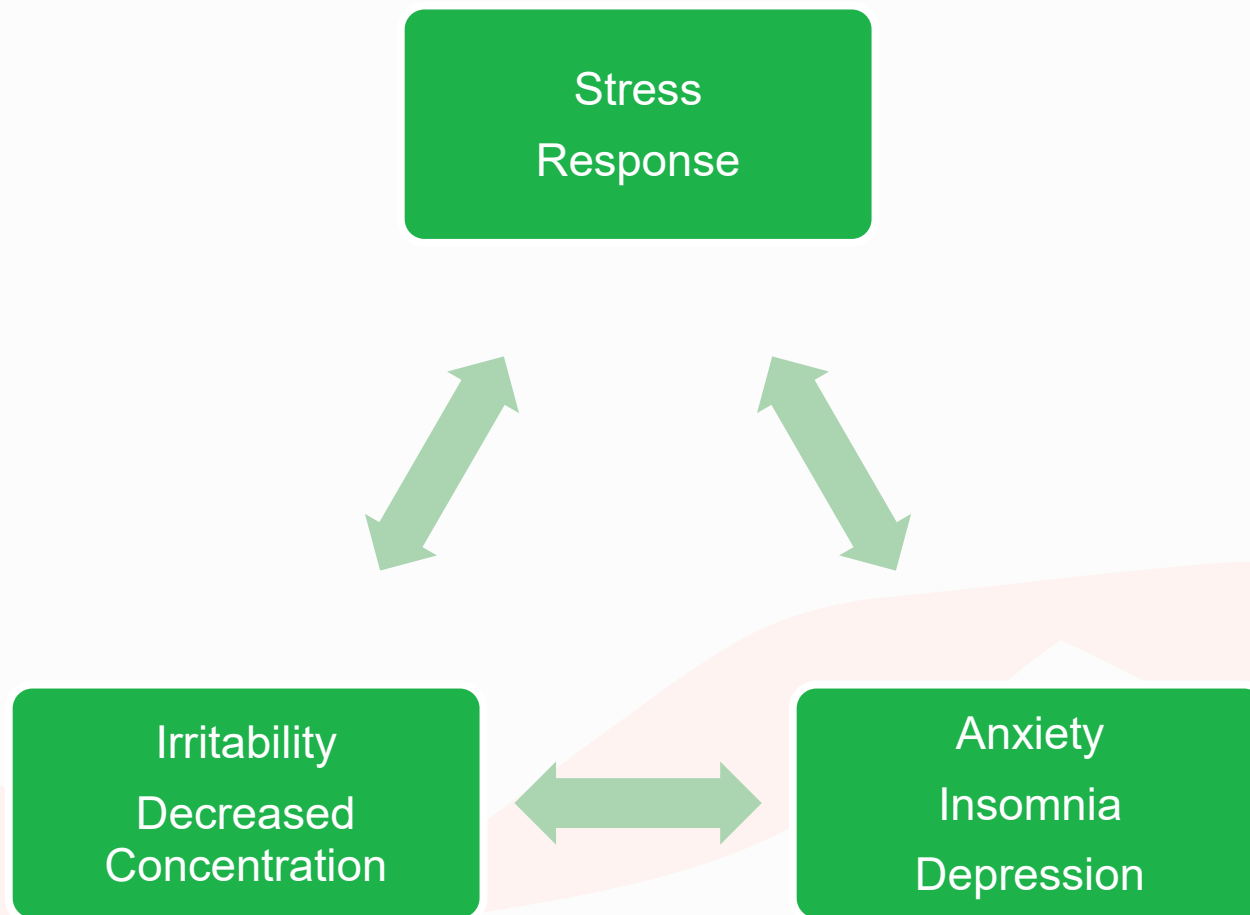 Stress
Response
Irritability
Decreased
Concentration
Anxiety
Insomnia
Depression